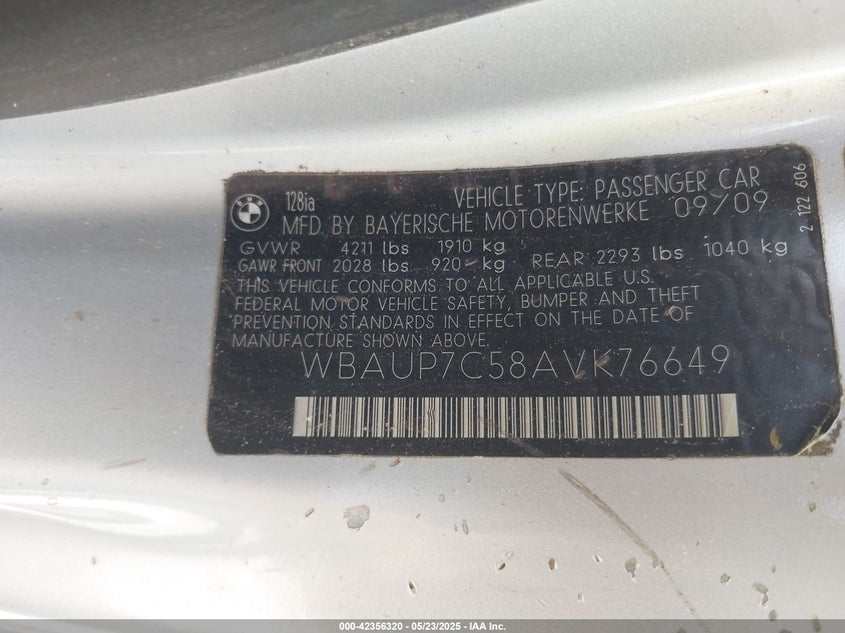 BMW
128ia
VEHICLE TYPE: PASSENGER CAR
MFD. BY BAYERISCHE MOTORENWERKE 09/09
GVWR 4211 lbs 1910 kg
GAWR FRONT 2028 lbs 920 kg REAR 2293 lbs 1040 kg
THIS VEHICLE CONFORMS TO ALL APPLICABLE U.S.
FEDERAL MOTOR VEHICLE SAFETY, BUMPER AND THEFT
PREVENTION STANDARDS IN EFFECT ON THE DATE OF
MANUFACTURE SHOWN ABOVE.
WBAUP7C58AVK76649
2 122 606
000-42356320 | 05/23/2025 | IAA Inc.